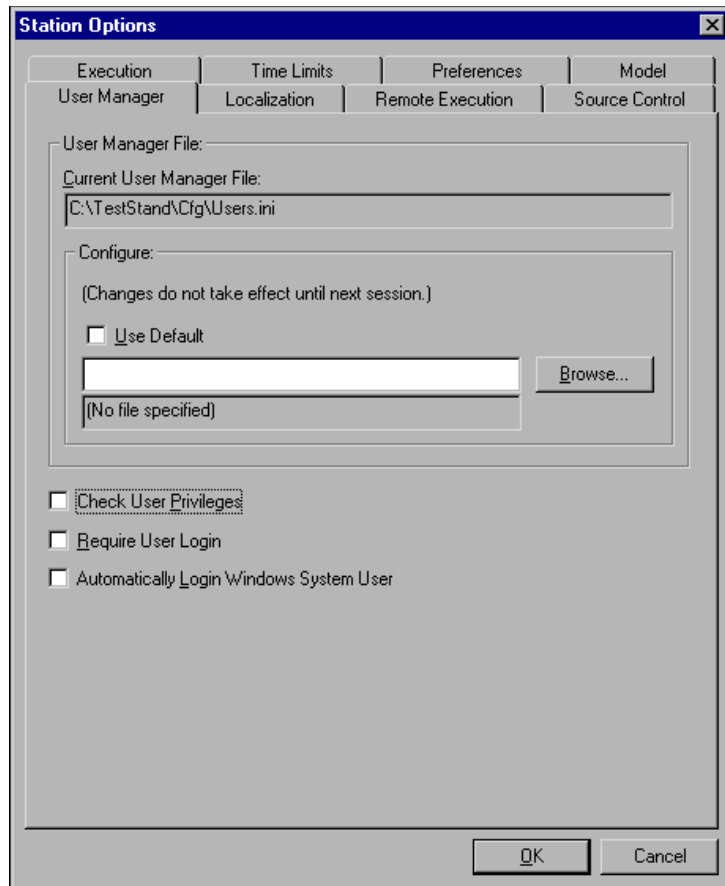 Station Options
Execution Time Limits Preferences Model
User Manager Localization Remote Execution Source Control
User Manager File:
Current User Manager File:
C:\TestStand\Cfg\Users.ini
Configure:
(Changes do not take effect until next session.)
Use Default
Browse...
(No file specified)
Check User Privileges
Require User Login
Automatically Login Windows System User
OK Cancel